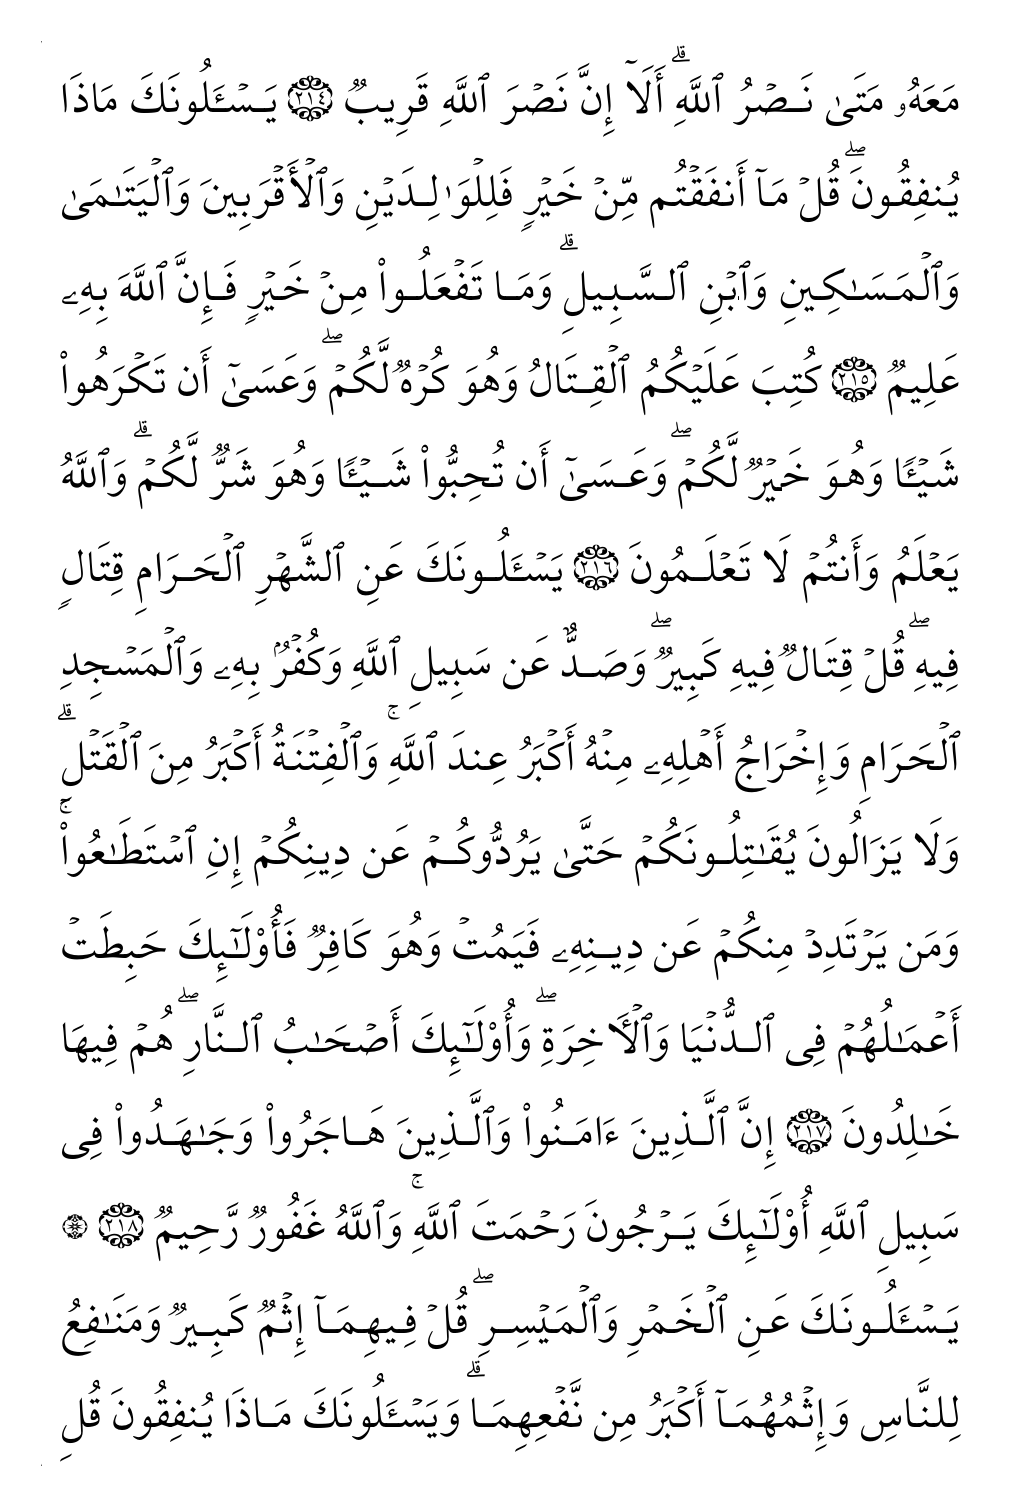 مَعَهُۥ مَتَىٰ نَصۡرُ ٱللَّهِۗ أَلَآ إِنَّ نَصۡرَ ٱللَّهِ قَرِيبٞ ٢١٤ يَسۡـَٔلُونَكَ مَاذَا
يُنفِقُونَۖ قُلۡ مَآ أَنفَقۡتُم مِّنۡ خَيۡرٖ فَلِلۡوَٰلِدَيۡنِ وَٱلۡأَقۡرَبِينَ وَٱلۡيَتَٰمَىٰ
وَٱلۡمَسَٰكِينِ وَٱبۡنِ ٱلسَّبِيلِۗ وَمَا تَفۡعَلُواْ مِنۡ خَيۡرٖ فَإِنَّ ٱللَّهَ بِهِۦ
عَلِيمٞ ٢١٥ كُتِبَ عَلَيۡكُمُ ٱلۡقِتَالُ وَهُوَ كُرۡهٞ لَّكُمۡۖ وَعَسَىٰٓ أَن تَكۡرَهُواْ
شَيۡـٔٗا وَهُوَ خَيۡرٞ لَّكُمۡۖ وَعَسَىٰٓ أَن تُحِبُّواْ شَيۡـٔٗا وَهُوَ شَرّٞ لَّكُمۡۗ وَٱللَّهُ
يَعۡلَمُ وَأَنتُمۡ لَا تَعۡلَمُونَ ٢١٦ يَسۡـَٔلُونَكَ عَنِ ٱلشَّهۡرِ ٱلۡحَرَامِ قِتَالٖ
فِيهِۖ قُلۡ قِتَالٞ فِيهِ كَبِيرٞۖ وَصَدٌّ عَن سَبِيلِ ٱللَّهِ وَكُفۡرُۢ بِهِۦ وَٱلۡمَسۡجِدِ
ٱلۡحَرَامِ وَإِخۡرَاجُ أَهۡلِهِۦ مِنۡهُ أَكۡبَرُ عِندَ ٱللَّهِۚ وَٱلۡفِتۡنَةُ أَكۡبَرُ مِنَ ٱلۡقَتۡلِۗ
وَلَا يَزَالُونَ يُقَٰتِلُونَكُمۡ حَتَّىٰ يَرُدُّوكُمۡ عَن دِينِكُمۡ إِنِ ٱسۡتَطَٰعُواْۚ
وَمَن يَرۡتَدِدۡ مِنكُمۡ عَن دِينِهِۦ فَيَمُتۡ وَهُوَ كَافِرٞ فَأُوْلَٰٓئِكَ حَبِطَتۡ
أَعۡمَٰلُهُمۡ فِي ٱلدُّنۡيَا وَٱلۡأٓخِرَةِۖ وَأُوْلَٰٓئِكَ أَصۡحَٰبُ ٱلنَّارِۖ هُمۡ فِيهَا
خَٰلِدُونَ ٢١٧ إِنَّ ٱلَّذِينَ ءَامَنُواْ وَٱلَّذِينَ هَاجَرُواْ وَجَٰهَدُواْ فِي
سَبِيلِ ٱللَّهِ أُوْلَٰٓئِكَ يَرۡجُونَ رَحۡمَتَ ٱللَّهِۚ وَٱللَّهُ غَفُورٞ رَّحِيمٞ ٢١٨ ۞
يَسۡـَٔلُونَكَ عَنِ ٱلۡخَمۡرِ وَٱلۡمَيۡسِرِۖ قُلۡ فِيهِمَآ إِثۡمٞ كَبِيرٞ وَمَنَٰفِعُ
لِلنَّاسِ وَإِثۡمُهُمَآ أَكۡبَرُ مِن نَّفۡعِهِمَاۗ وَيَسۡـَٔلُونَكَ مَاذَا يُنفِقُونَ قُلِ